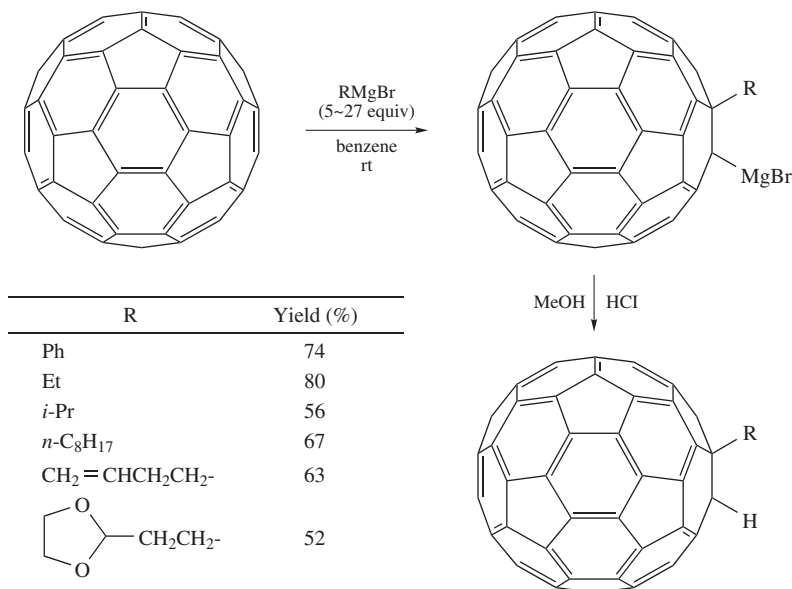 RMgBr
(5~27 equiv)
benzene
rt
R
MgBr
MeOH HCI
R Yield (%)
Ph 74
Et 80
i-Pr 56
n-C₈H₁₇ 67
CH₂=CHCH₂CH₂- 63
O
O
CH₂CH₂- 52
R
H